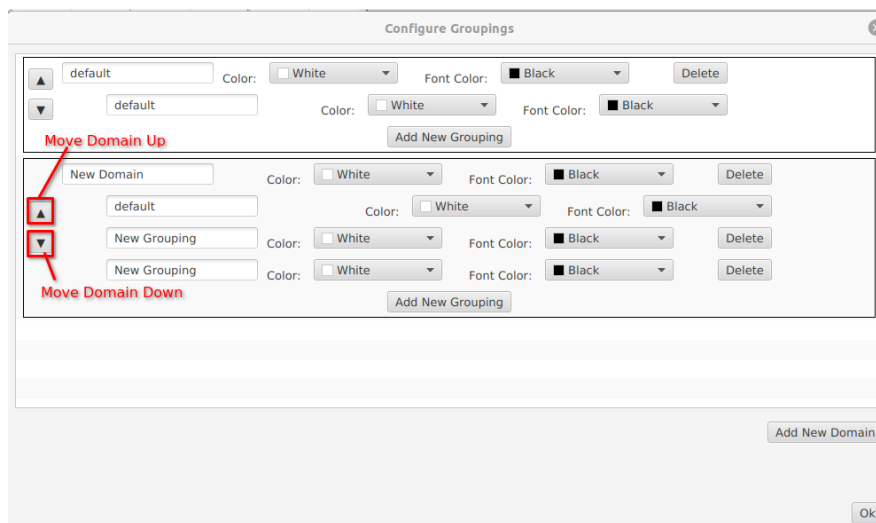 Configure Groupings
▲ default Color: White Font Color: Black Delete
▼ default Color: White Font Color: Black
Move Domain Up Add New Grouping
New Domain Color: White Font Color: Black Delete
▲ default Color: White Font Color: Black
▼ New Grouping Color: White Font Color: Black Delete
New Grouping Color: White Font Color: Black Delete
Move Domain Down
Add New Grouping
Add New Domain
Ok